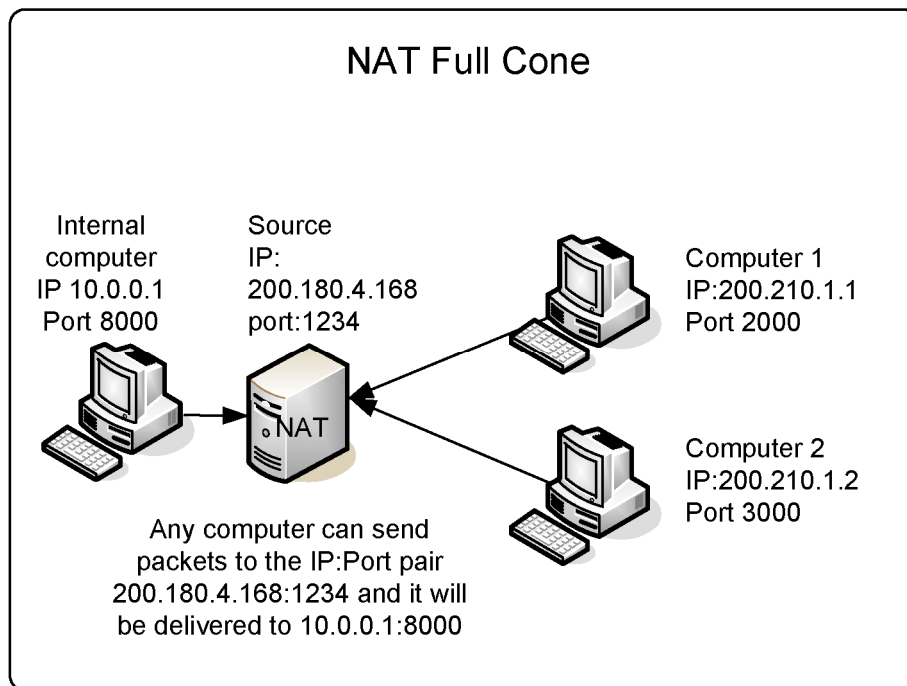 NAT Full Cone
Internal
computer
IP 10.0.0.1
Port 8000
Source
IP:
200.180.4.168
port:1234
Computer 1
IP:200.210.1.1
Port 2000
NAT
Computer 2
IP:200.210.1.2
Port 3000
Any computer can send
packets to the IP:Port pair
200.180.4.168:1234 and it will
be delivered to 10.0.0.1:8000